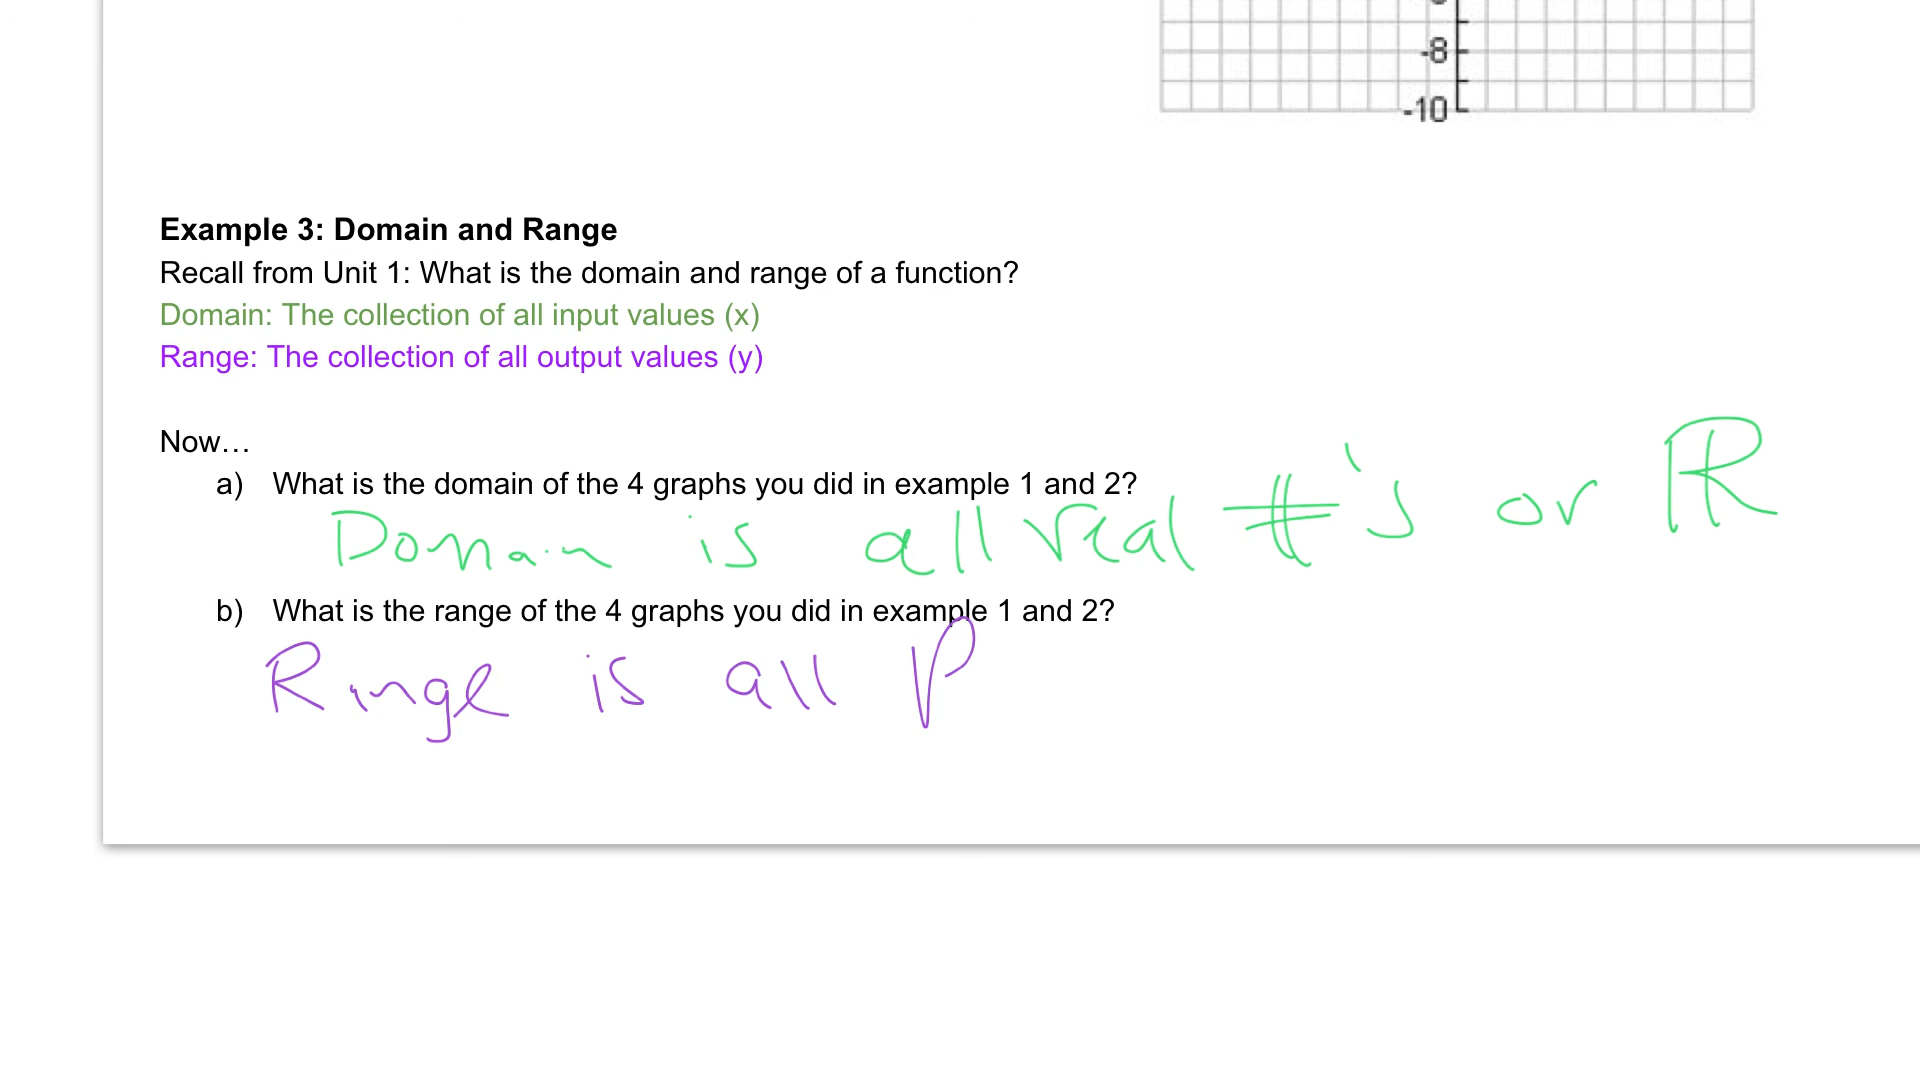 -8
-10
Example 3: Domain and Range
Recall from Unit 1: What is the domain and range of a function?
Domain: The collection of all input values (x)
Range: The collection of all output values (y)
Now…
a) What is the domain of the 4 graphs you did in example 1 and 2?
Domain is all real #'s or ℝ
b) What is the range of the 4 graphs you did in example 1 and 2?
Range is all P